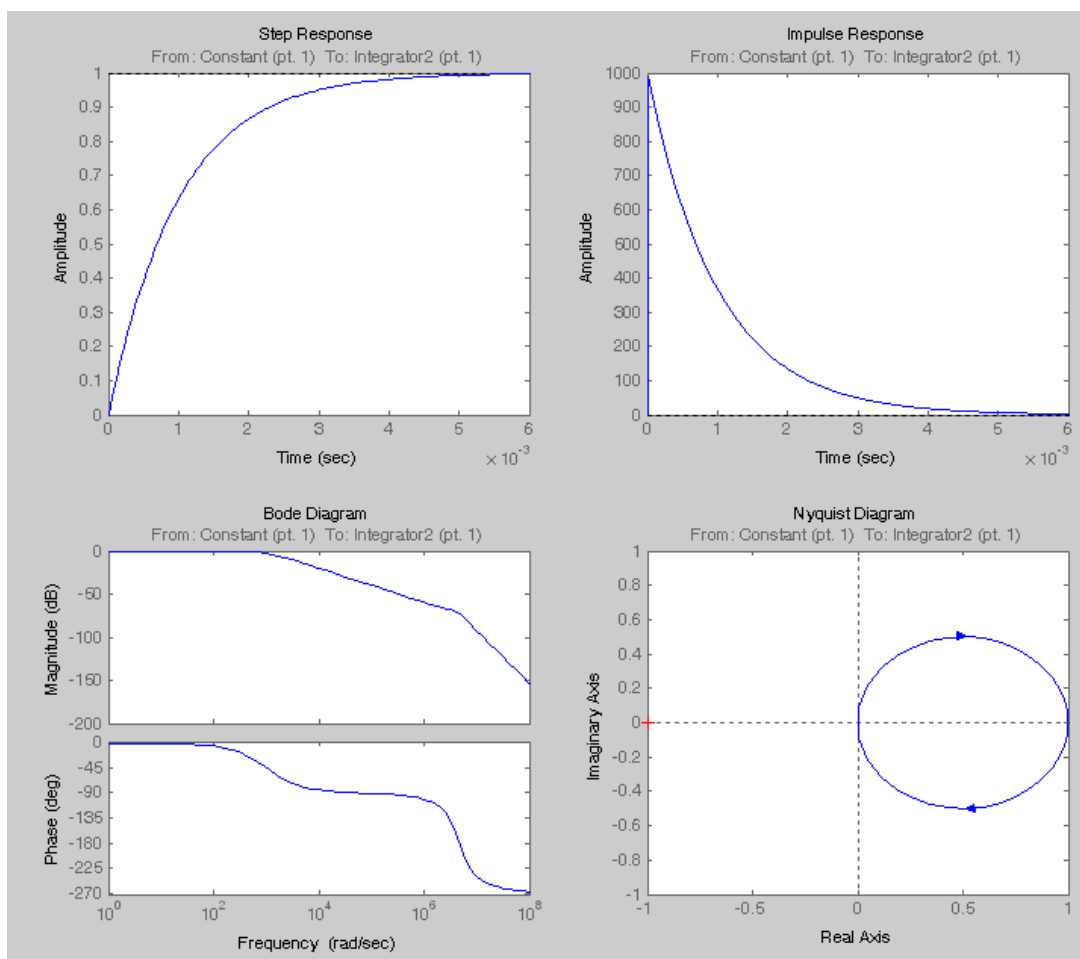 Step Response
From: Constant (pt. 1) To: Integrator2 (pt. 1)
1
0.9
0.8
0.7
0.6
0.5
0.4
0.3
0.2
0.1
0
Amplitude
0 1 2 3 4 5 6
Time (sec)
× 10⁻³
Impulse Response
From: Constant (pt. 1) To: Integrator2 (pt. 1)
1000
900
800
700
600
500
400
300
200
100
0
Amplitude
0 1 2 3 4 5 6
Time (sec)
× 10⁻³
Bode Diagram
From: Constant (pt. 1) To: Integrator2 (pt. 1)
0
-50
-100
-150
-200
Magnitude (dB)
0
-45
-90
-135
-180
-225
-270
Phase (deg)
10⁰ 10² 10⁴ 10⁶ 10⁸
Frequency (rad/sec)
Nyquist Diagram
From: Constant (pt. 1) To: Integrator2 (pt. 1)
1
0.8
0.6
0.4
0.2
0
-0.2
-0.4
-0.6
-0.8
-1
Imaginary Axis
-1 -0.5 0 0.5 1
Real Axis